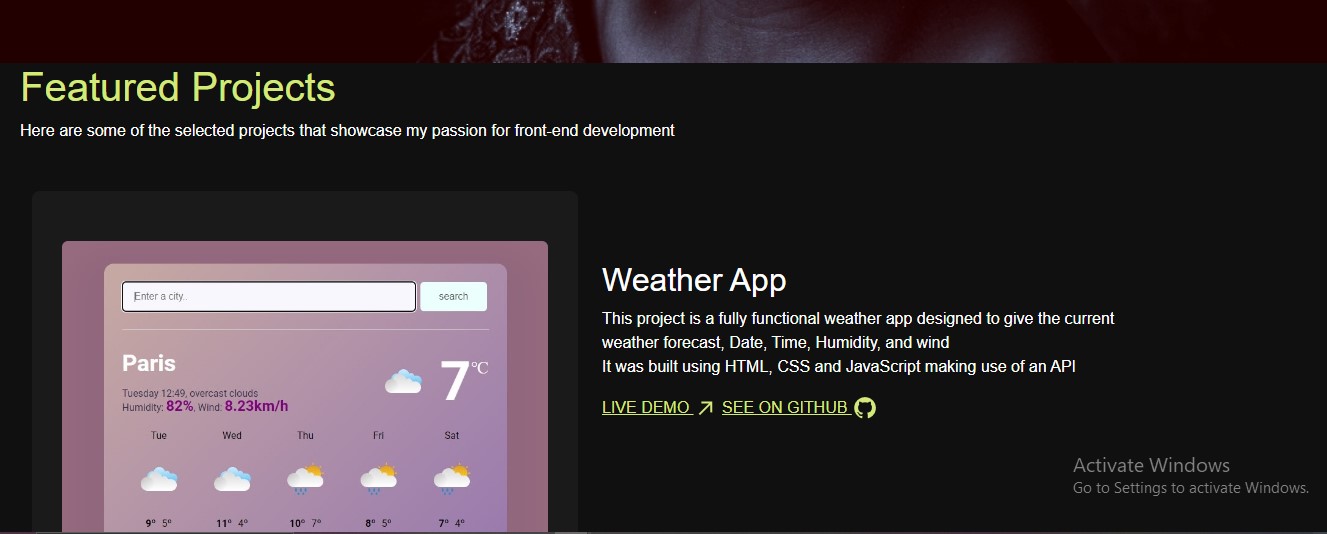 Featured Projects
Here are some of the selected projects that showcase my passion for front-end development
Enter a city..
search
Paris
7°C
Tuesday 12:49, overcast clouds
Humidity: 82%, Wind: 8.23km/h
Tue Wed Thu Fri Sat
9° 5° 11° 4° 10° 7° 8° 5° 7° 4°
Weather App
This project is a fully functional weather app designed to give the current
weather forecast, Date, Time, Humidity, and wind
It was built using HTML, CSS and JavaScript making use of an API
LIVE DEMO SEE ON GITHUB
Activate Windows
Go to Settings to activate Windows.